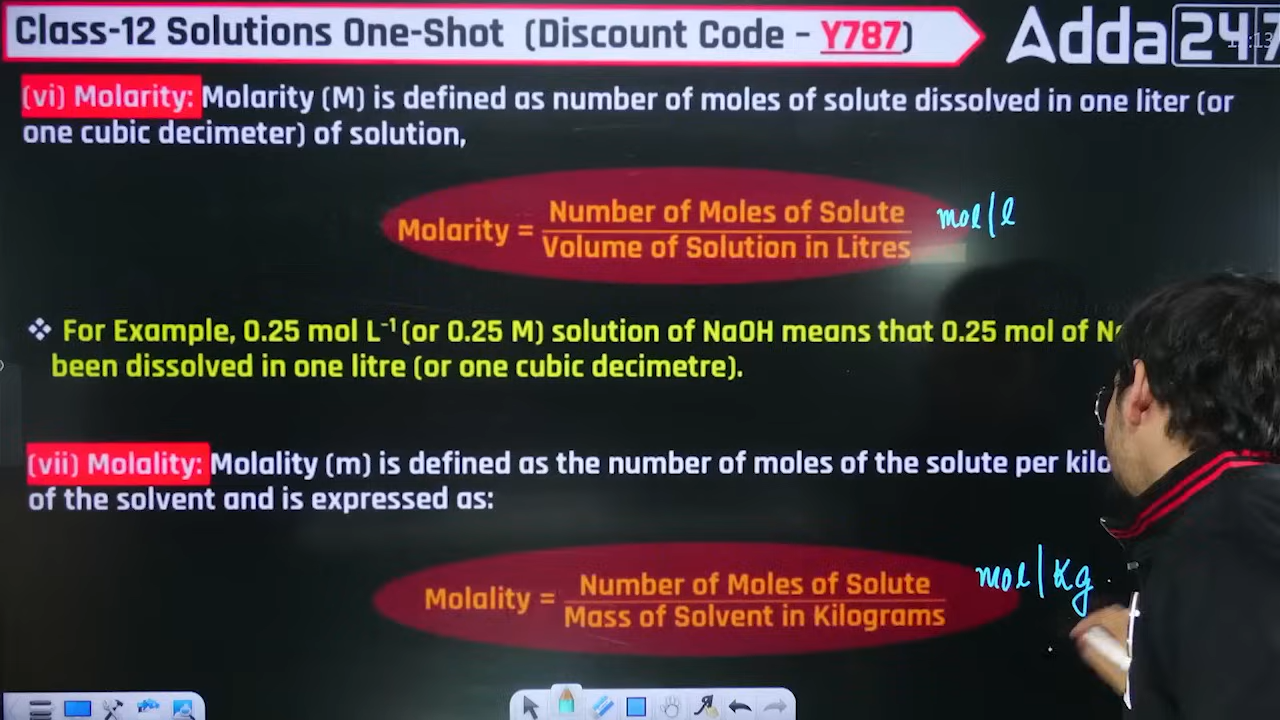 Class-12 Solutions One-Shot (Discount Code - Y787)
Adda 247
(vi) Molarity: Molarity (M) is defined as number of moles of solute dissolved in one liter (or
one cubic decimeter) of solution,
Molarity = Number of Moles of Solute
Volume of Solution in Litres
mol/l
❖ For Example, 0.25 mol L⁻¹ (or 0.25 M) solution of NaOH means that 0.25 mol of
been dissolved in one litre (or one cubic decimetre).
(vii) Molality: Molality (m) is defined as the number of moles of the solute per
of the solvent and is expressed as:
Molality = Number of Moles of Solute
Mass of Solvent in Kilograms
mol/Kg